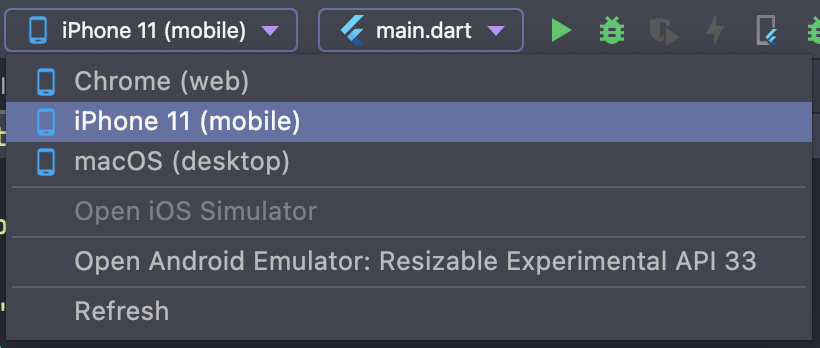 iPhone 11 (mobile) main.dart
Chrome (web)
iPhone 11 (mobile)
macOS (desktop)
Open iOS Simulator
Open Android Emulator: Resizable Experimental API 33
Refresh